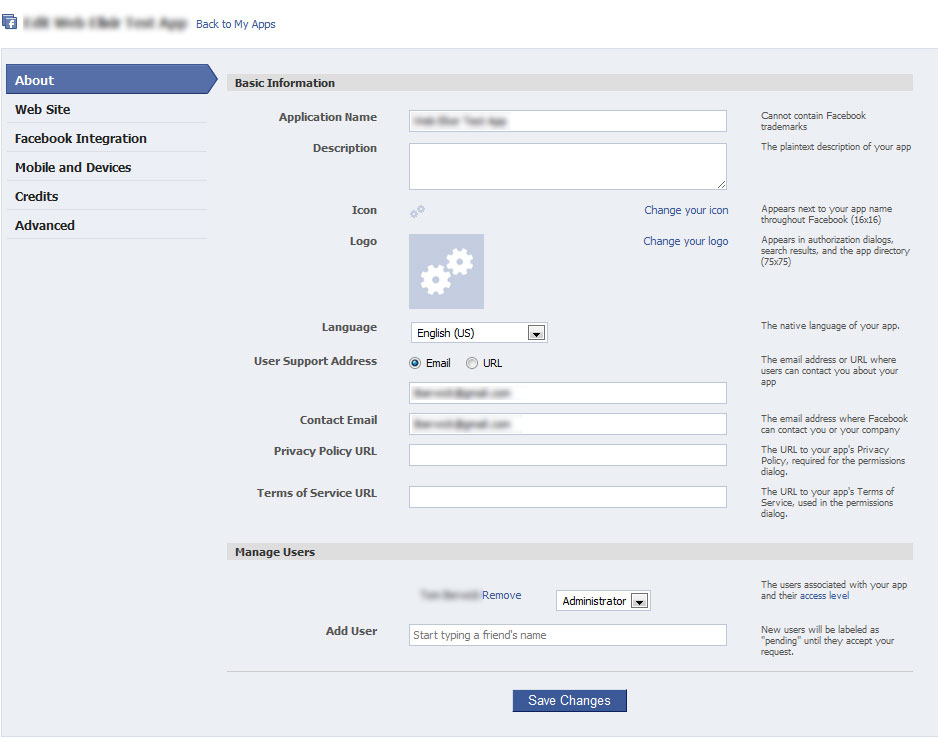 Back to My Apps
About
Web Site
Facebook Integration
Mobile and Devices
Credits
Advanced
Basic Information
Application Name
Cannot contain Facebook
trademarks
Description
The plaintext description of your app
Icon
Change your icon
Appears next to your app name
throughout Facebook (16x16)
Logo
Change your logo
Appears in authorization dialogs,
search results, and the app directory
(75x75)
Language
English (US)
The native language of your app.
User Support Address
Email
URL
The email address or URL where
users can contact you about your
app
Contact Email
The email address where Facebook
can contact you or your company
Privacy Policy URL
The URL to your app's Privacy
Policy, required for the permissions
dialog.
Terms of Service URL
The URL to your app's Terms of
Service, used in the permissions
dialog.
Manage Users
Remove
Administrator
The users associated with your app
and their access level
Add User
Start typing a friend's name
New users will be labeled as
"pending" until they accept your
request.
Save Changes